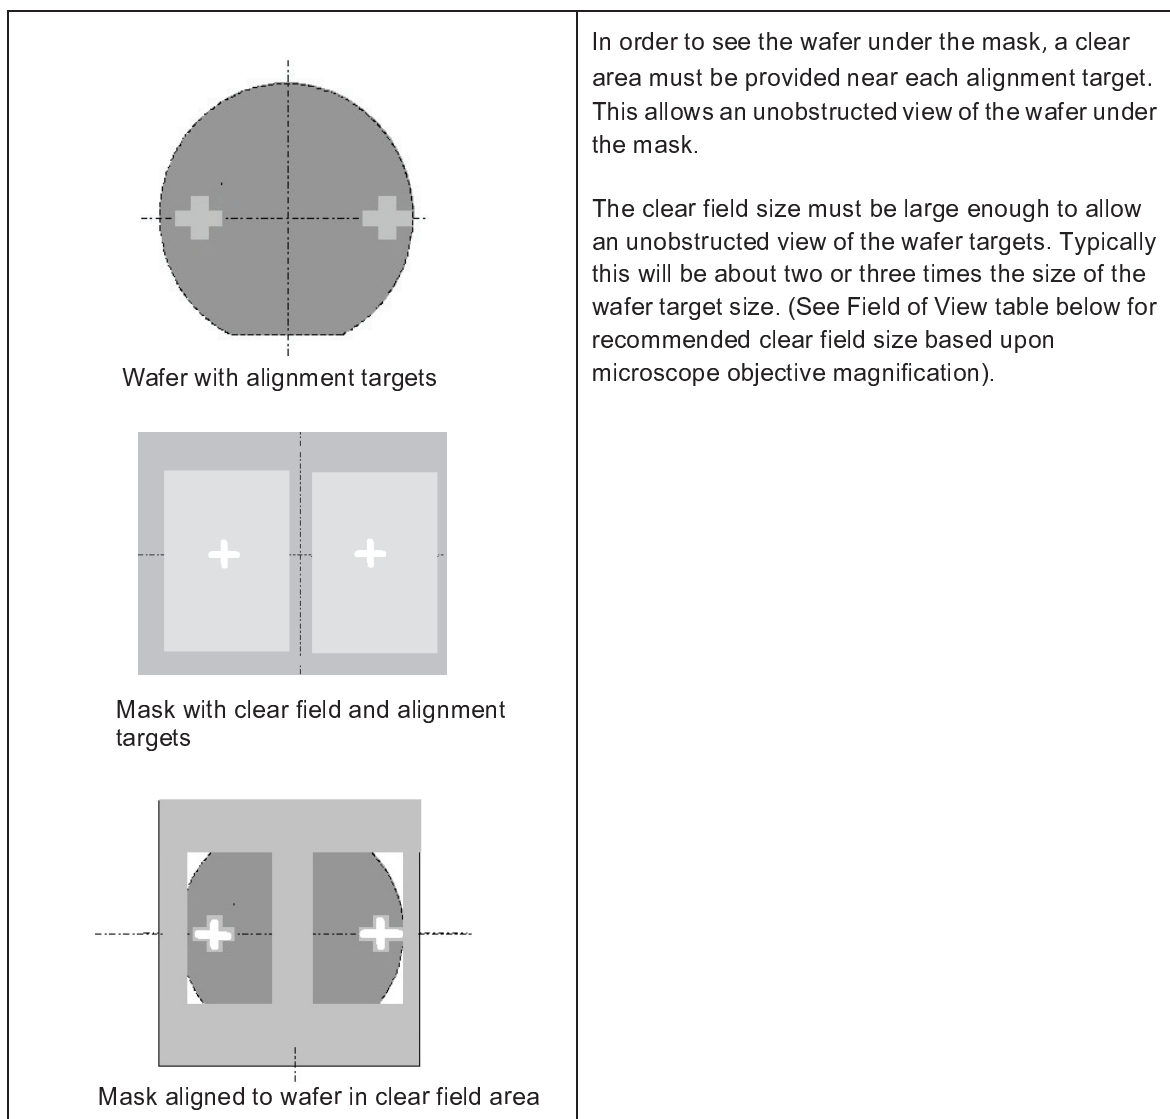 Wafer with alignment targets
Mask with clear field and alignment
targets
Mask aligned to wafer in clear field area
In order to see the wafer under the mask, a clear
area must be provided near each alignment target.
This allows an unobstructed view of the wafer under
the mask.
The clear field size must be large enough to allow
an unobstructed view of the wafer targets. Typically
this will be about two or three times the size of the
wafer target size. (See Field of View table below for
recommended clear field size based upon
microscope objective magnification).